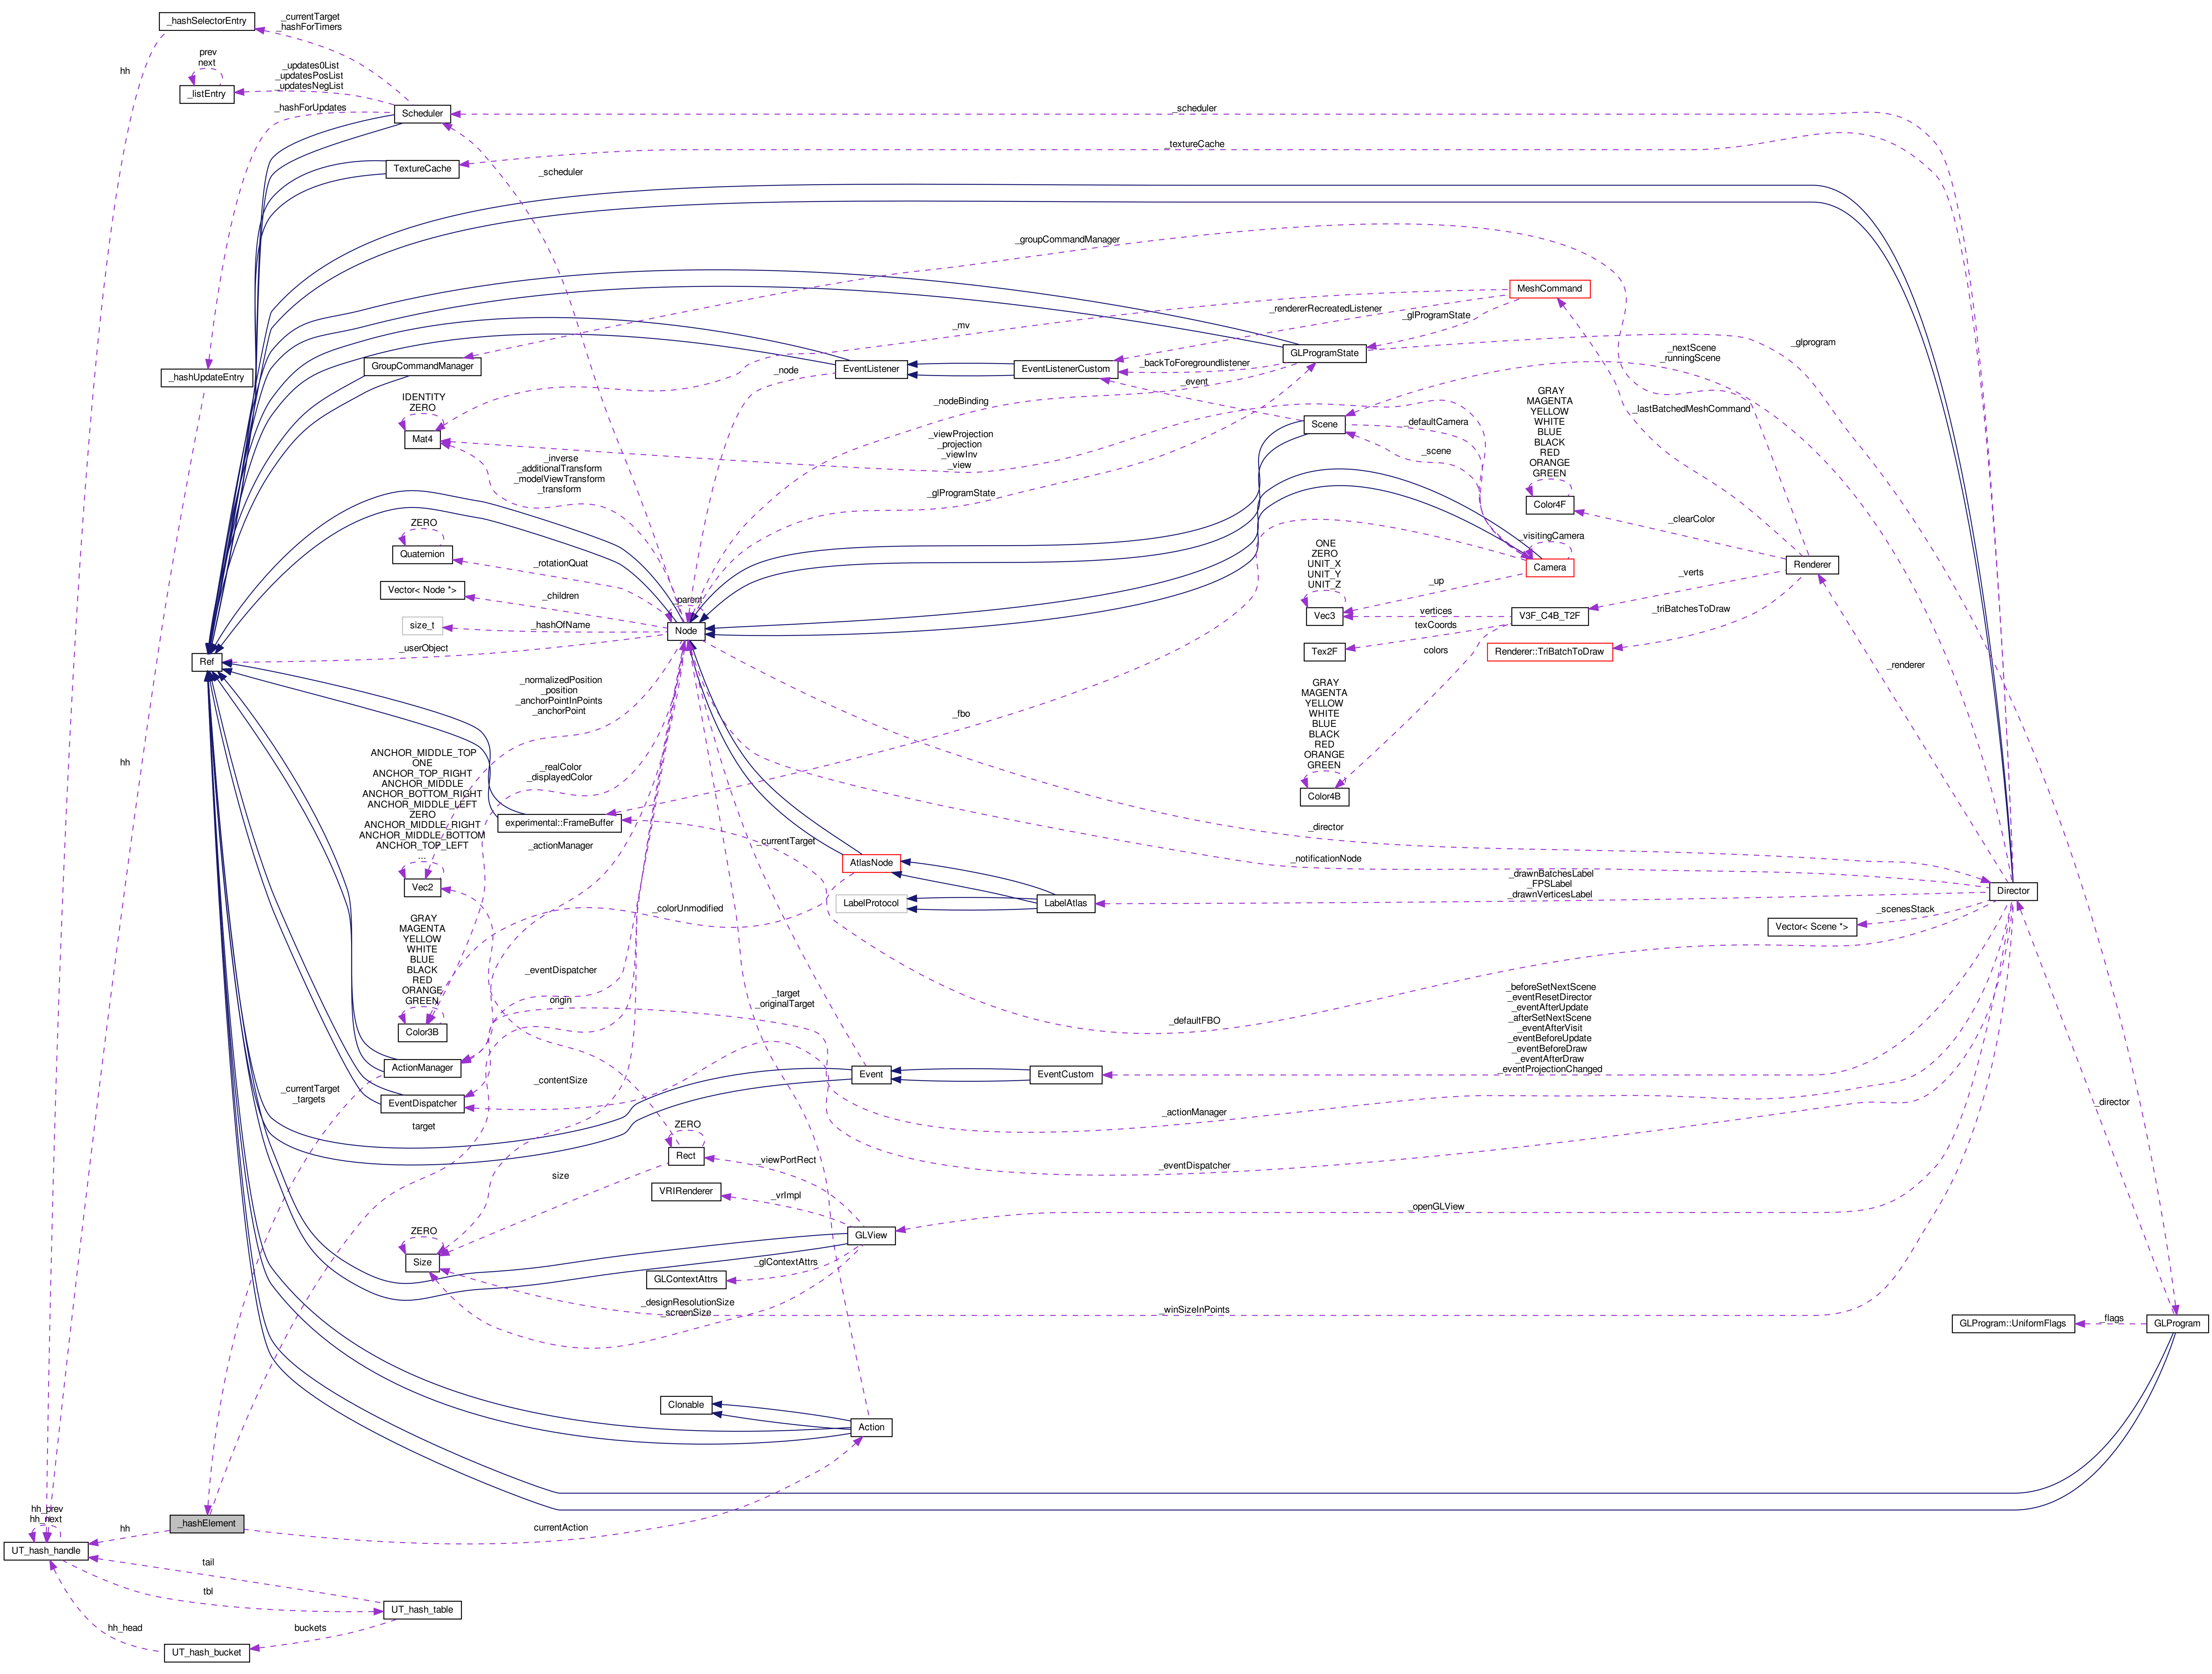 _hashSelectorEntry
_currentTarget
_hashForTimers
hh
prev
next
_listEntry
_updates0List
_updatesPosList
_updatesNegList
_hashForUpdates
Scheduler
_scheduler
_textureCache
TextureCache
_scheduler
_groupCommandManager
MeshCommand
_rendererRecreatedListener
_glProgramState
_mv
_glprogram
_nextScene
_runningScene
GLProgramState
GroupCommandManager
EventListener
EventListenerCustom
_backToForegroundlistener
_hashUpdateEntry
_node
_event
IDENTITY
ZERO
Mat4
_nodeBinding
GRAY
MAGENTA
YELLOW
WHITE
BLUE
BLACK
RED
ORANGE
GREEN
Color4F
_lastBatchedMeshCommand
Scene
_defaultCamera
_viewProjection
_projection
_viewInv
_view
_scene
_inverse
_additionalTransform
_modelViewTransform
_transform
_glProgramState
_clearColor
ZERO
Quaternion
_rotationQuat
_visitingCamera
Camera
Renderer
ONE
ZERO
UNIT_X
UNIT_Y
UNIT_Z
Vec3
_up
_verts
Vector< Node *>
_children
_parent
vertices
V3F_C4B_T2F
_triBatchesToDraw
size_t
_hashOfName
Node
texCoords
Tex2F
Renderer::TriBatchToDraw
colors
Ref
_userObject
_renderer
GRAY
MAGENTA
YELLOW
WHITE
BLUE
BLACK
RED
ORANGE
GREEN
Color4B
_normalizedPosition
_position
_anchorPointInPoints
_anchorPoint
_fbo
ANCHOR_MIDDLE_TOP
ONE
ANCHOR_TOP_RIGHT
ANCHOR_MIDDLE
ANCHOR_BOTTOM_RIGHT
ANCHOR_MIDDLE_LEFT
ZERO
ANCHOR_MIDDLE_RIGHT
ANCHOR_MIDDLE_BOTTOM
ANCHOR_TOP_LEFT
...
Vec2
_realColor
_displayedColor
experimental::FrameBuffer
_director
_currentTarget
_actionManager
AtlasNode
_notificationNode
_drawnBatchesLabel
_FPSLabel
_drawnVerticesLabel
Director
LabelProtocol
LabelAtlas
_colorUnmodified
_scenesStack
Vector< Scene *>
GRAY
MAGENTA
YELLOW
WHITE
BLUE
BLACK
RED
ORANGE
GREEN
Color3B
_eventDispatcher
origin
_target
_originalTarget
_defaultFBO
_beforeSetNextScene
_eventResetDirector
_eventAfterUpdate
_afterSetNextScene
_eventAfterVisit
_eventBeforeUpdate
_eventBeforeDraw
_eventAfterDraw
_eventProjectionChanged
ActionManager
Event
EventCustom
_contentSize
_currentTarget
_targets
EventDispatcher
target
_actionManager
_director
ZERO
Rect
_viewPortRect
_eventDispatcher
size
VRIRenderer
_vrImpl
_openGLView
ZERO
Size
GLView
GLContextAttrs
_glContextAttrs
_designResolutionSize
_screenSize
_winSizeInPoints
GLProgram::UniformFlags
_flags
GLProgram
Clonable
Action
hh
hh_prev
hh_next
_hashElement
hh
currentAction
UT_hash_handle
tail
tbl
UT_hash_table
hh_head
buckets
UT_hash_bucket